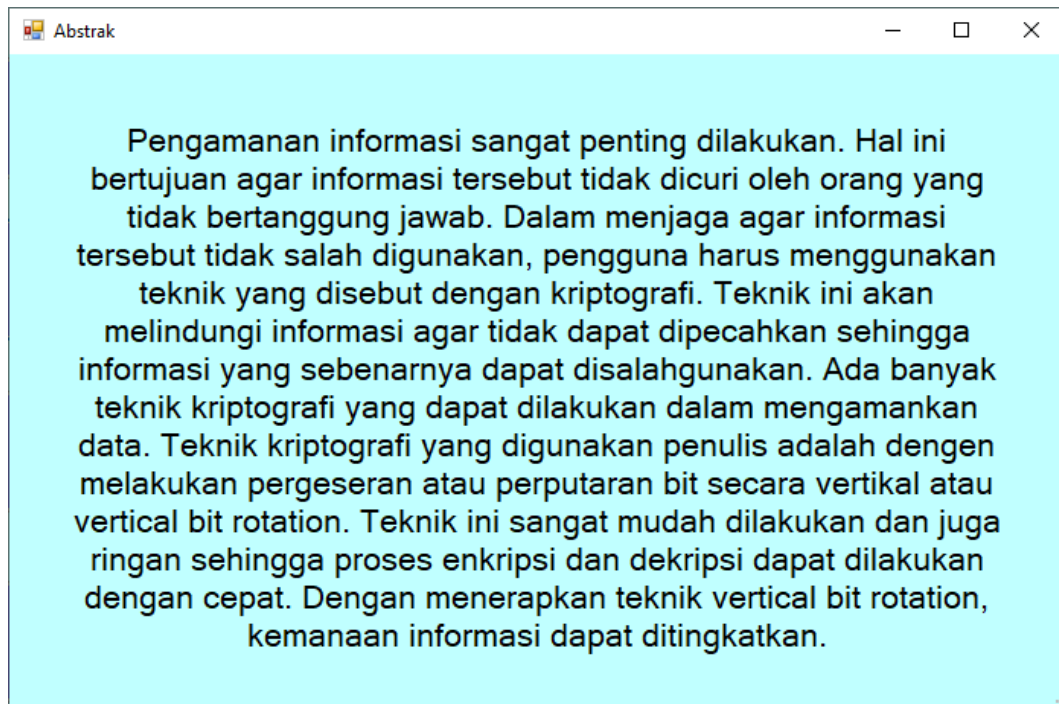 Abstrak
Pengamanan informasi sangat penting dilakukan. Hal ini
bertujuan agar informasi tersebut tidak dicuri oleh orang yang
tidak bertanggung jawab. Dalam menjaga agar informasi
tersebut tidak salah digunakan, pengguna harus menggunakan
teknik yang disebut dengan kriptografi. Teknik ini akan
melindungi informasi agar tidak dapat dipecahkan sehingga
informasi yang sebenarnya dapat disalahgunakan. Ada banyak
teknik kriptografi yang dapat dilakukan dalam mengamankan
data. Teknik kriptografi yang digunakan penulis adalah dengen
melakukan pergeseran atau perputaran bit secara vertikal atau
vertical bit rotation. Teknik ini sangat mudah dilakukan dan juga
ringan sehingga proses enkripsi dan dekripsi dapat dilakukan
dengan cepat. Dengan menerapkan teknik vertical bit rotation,
kemanaan informasi dapat ditingkatkan.